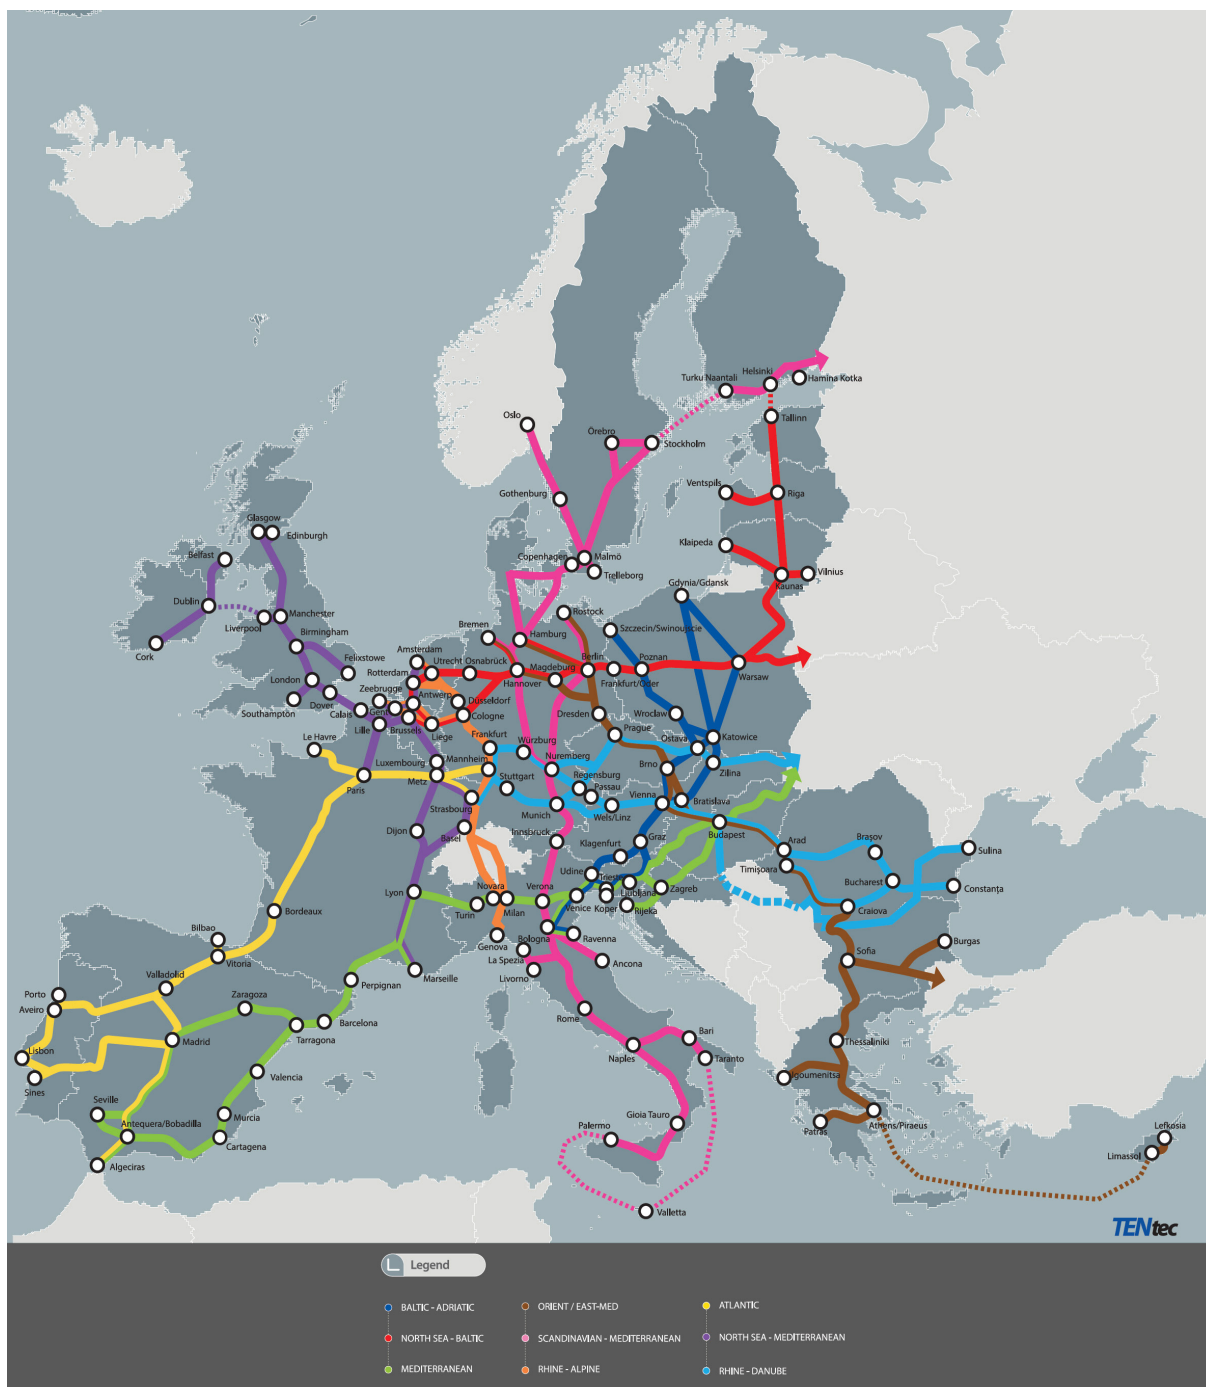 Helsinki
Turku Naantali
Hamina Kotka
Oslo
Tallinn
Örebro
Stockholm
Ventspils
Riga
Gothenburg
Glasgow
Edinburgh
Klaipeda
Belfast
Copenhagen
Malmö
Trelleborg
Kaunas
Vilnius
Gdynia/Gdansk
Dublin
Manchester
Liverpool
Rostock
Bremen
Hamburg
Szczecin/Swinoujscie
Birmingham
Cork
Felixstowe
Amsterdam
Utrecht
Osnabrück
Berlin
Poznan
Rotterdam
Magdeburg
Hannover
Frankfurt/Oder
Warsaw
London
Zeebrugge
Antwerp
Düsseldorf
Southampton
Dover
Calais
Gent
Cologne
Dresden
Wrocław
Lille
Brussels
Liege
Frankfurt
Prague
Katowice
Le Havre
Würzburg
Ostava
Luxembourg
Mannheim
Nuremberg
Brno
Zilina
Metz
Stuttgart
Regensburg
Passau
Paris
Strasbourg
Munich
Wels/Linz
Vienna
Bratislava
Dijon
Basel
Innsbruck
Graz
Budapest
Arad
Braşov
Sulina
Klagenfurt
Timişoara
Udine
Trieste
Bucharest
Constanţa
Lyon
Novara
Verona
Ljubljana
Zagreb
Turin
Milan
Venice
Koper
Rijeka
Craiova
Bordeaux
Bilbao
Genova
Bologna
Ravenna
Burgas
Vitoria
La Spezia
Ancona
Sofia
Valladolid
Livorno
Marseille
Perpignan
Porto
Zaragoza
Aveiro
Rome
Barcelona
Tarragona
Madrid
Bari
Thessaliniki
Lisbon
Naples
Taranto
Valencia
Igoumenitsa
Sines
Seville
Murcia
Gioia Tauro
Antequera/Bobadilla
Palermo
Patras
Athens/Piraeus
Lefkosia
Cartagena
Limassol
Algeciras
Valletta
TENtec
Legend
BALTIC - ADRIATIC
ORIENT / EAST-MED
ATLANTIC
NORTH SEA - BALTIC
SCANDINAVIAN - MEDITERRANEAN
NORTH SEA - MEDITERRANEAN
MEDITERRANEAN
RHINE - ALPINE
RHINE - DANUBE